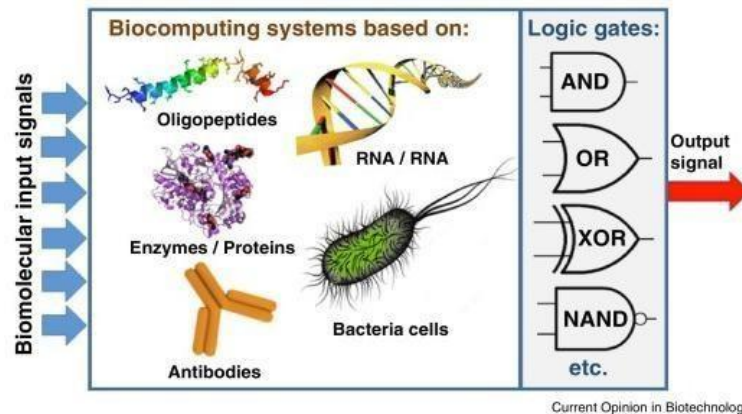 Biomolecular input signals
Biocomputing systems based on:
Oligopeptides
RNA / RNA
Enzymes / Proteins
Bacteria cells
Antibodies
Logic gates:
AND
OR
XOR
NAND
etc.
Output
signal
Current Opinion in Biotechnolog